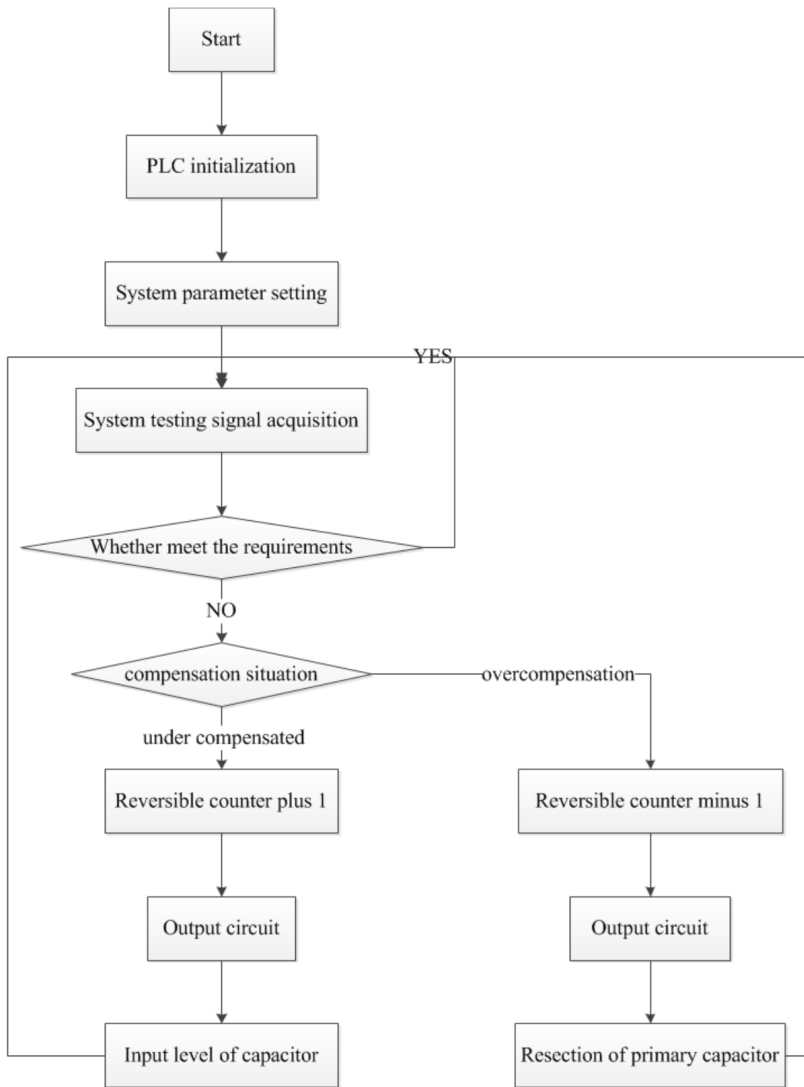 Start
PLC initialization
System parameter setting
YES
System testing signal acquisition
Whether meet the requirements
NO
compensation situation
overcompensation
under compensated
Reversible counter plus 1
Reversible counter minus 1
Output circuit
Output circuit
Input level of capacitor
Resection of primary capacitor